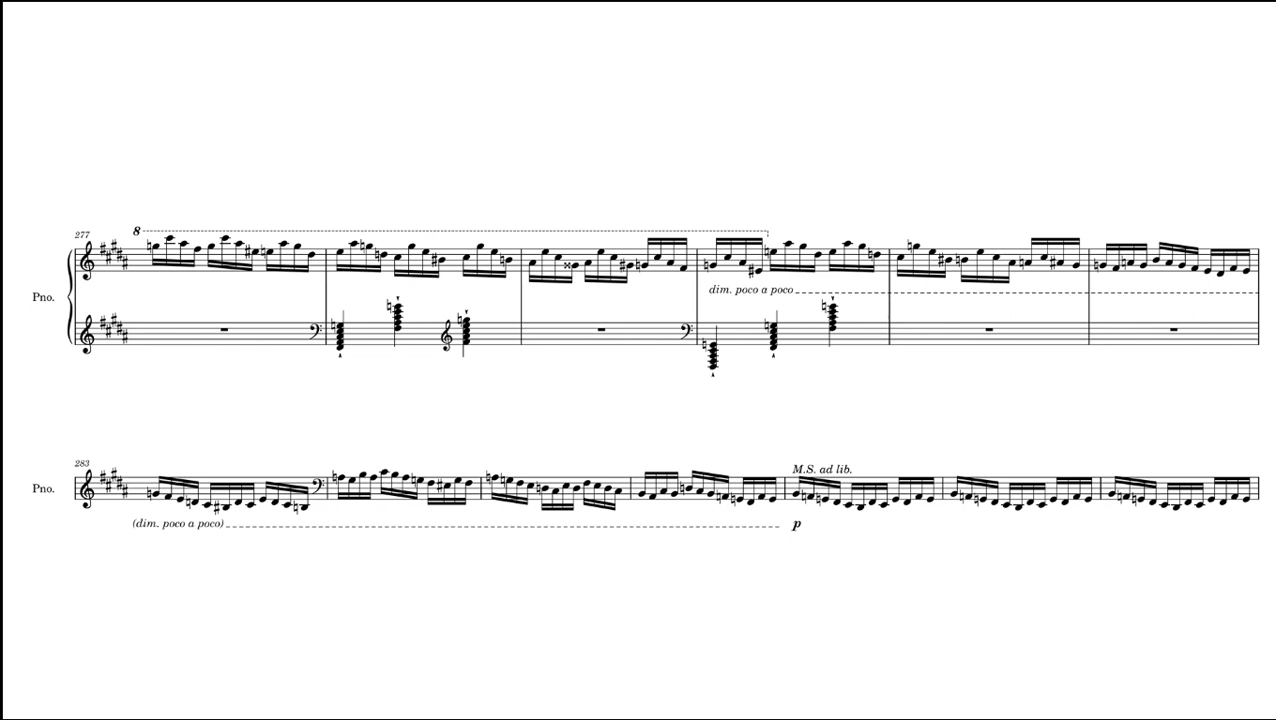 277
8
Pno.
dim. poco a poco
283
Pno.
M.S. ad lib.
(dim. poco a poco)
p